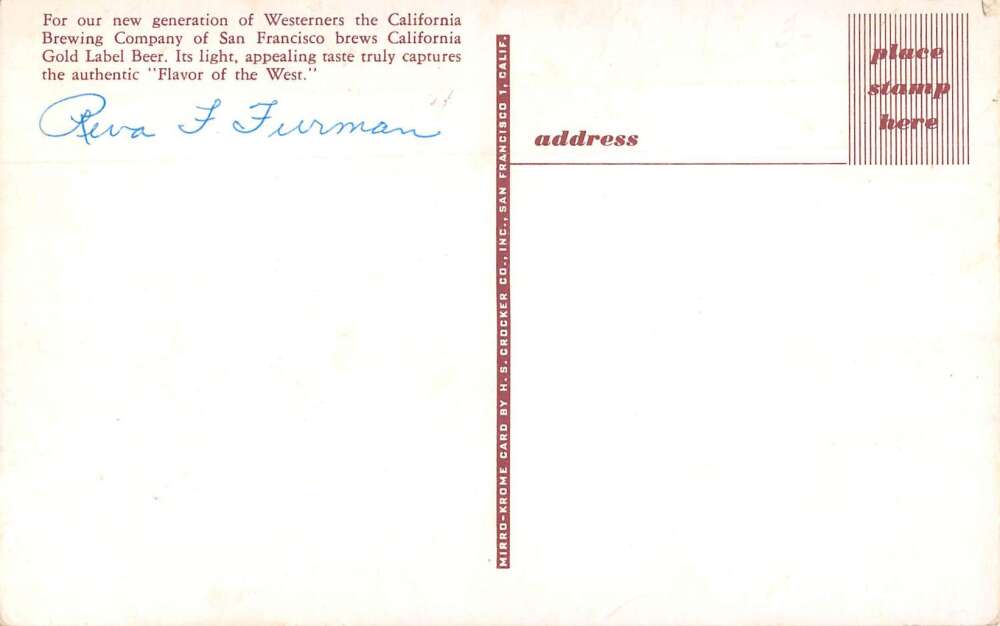 For our new generation of Westerners the California
Brewing Company of San Francisco brews California
Gold Label Beer. Its light, appealing taste truly captures
the authentic "Flavor of the West."
Reva F. Furman
MIRRO-KROME CARD BY H. S. CROCKER CO., INC., SAN FRANCISCO 1, CALIF.
address
place
stamp
here